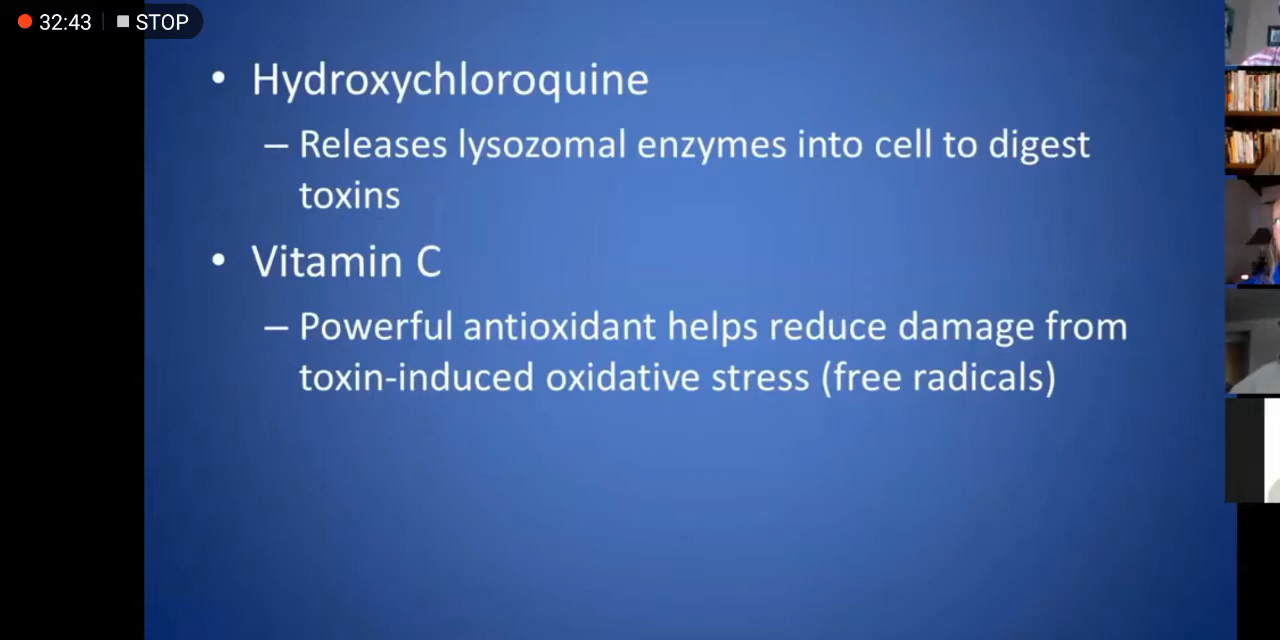 32:43 STOP
• Hydroxychloroquine
– Releases lysozomal enzymes into cell to digest
toxins
• Vitamin C
– Powerful antioxidant helps reduce damage from
toxin-induced oxidative stress (free radicals)